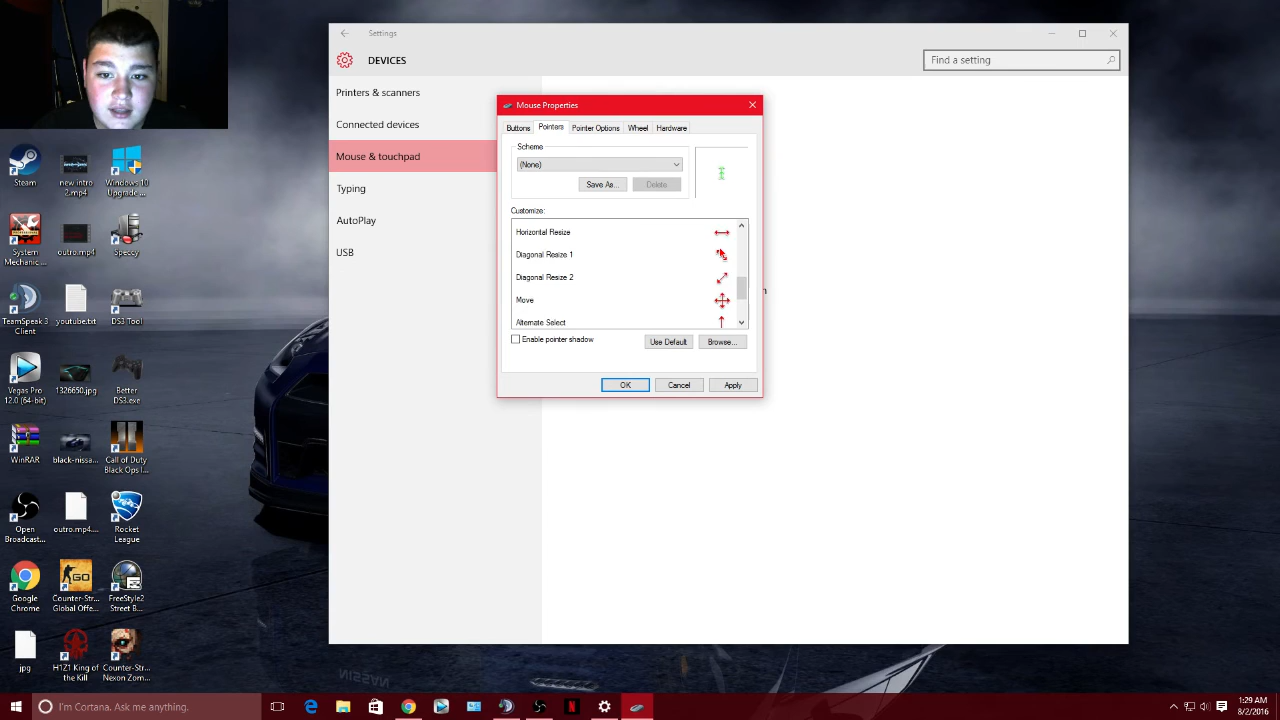 Settings
DEVICES
Find a setting
Printers & scanners
Connected devices
Mouse & touchpad
Typing
AutoPlay
USB
Mouse Properties
Buttons
Pointers
Pointer Options
Wheel
Hardware
Scheme
(None)
Save As...
Delete
Customize:
Horizontal Resize
Diagonal Resize 1
Diagonal Resize 2
Move
Alternate Select
Enable pointer shadow
Use Default
Browse...
OK
Cancel
Apply
Steam
new intro
2.mp4
Windows 10
Upgrade ...
System
Mechanic ...
outro.mp4
Speccy
TeamSpeak 3
Client
youtube.txt
DS3 Tool
Vegas Pro
12.0 (64-bit)
1326650.jpg
Better
DS3.exe
WinRAR
black-nissa...
Call of Duty
Black Ops I...
Open
Broadcast...
outro.mp4....
Rocket
League
Google
Chrome
Counter-Str...
Global Offe...
FreeStyle2
Street B...
jpg
H1Z1 King of
the Kill
Counter-Str...
Nexon Zom...
NISSAN
I'm Cortana. Ask me anything.
1:29 AM
8/2/2016